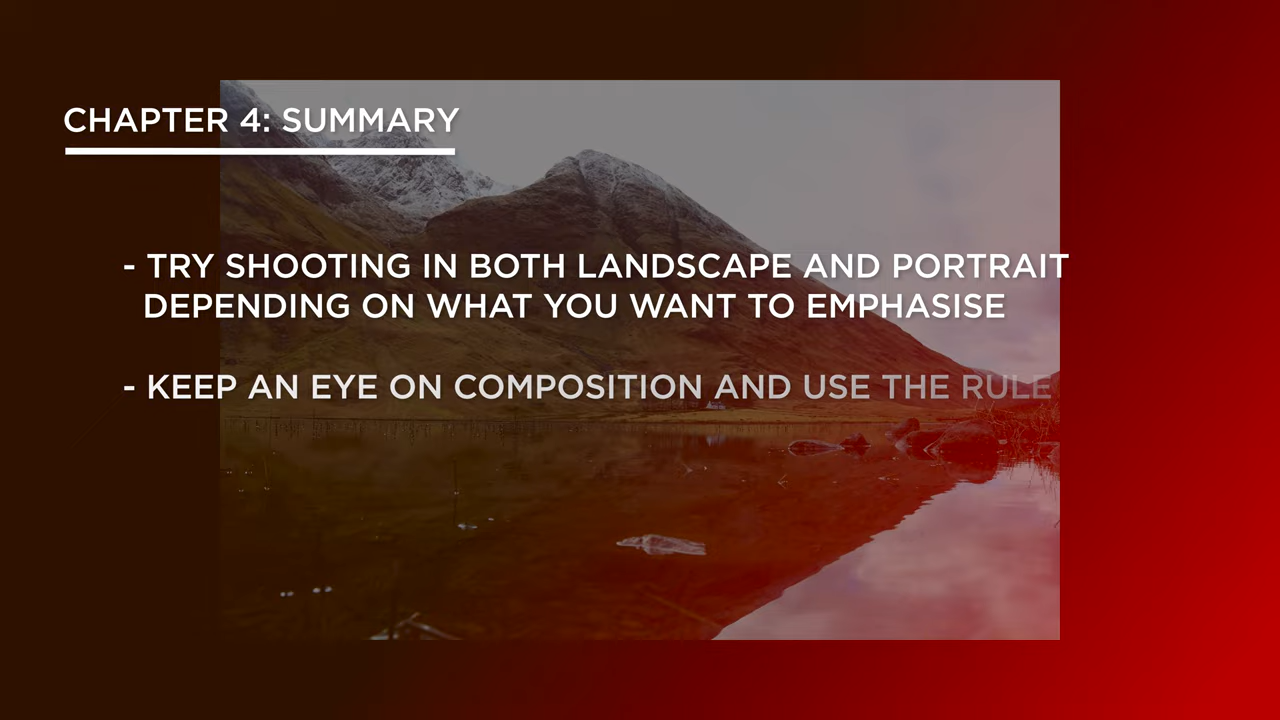 CHAPTER 4: SUMMARY
- TRY SHOOTING IN BOTH LANDSCAPE AND PORTRAIT
DEPENDING ON WHAT YOU WANT TO EMPHASISE
- KEEP AN EYE ON COMPOSITION AND USE THE RULE